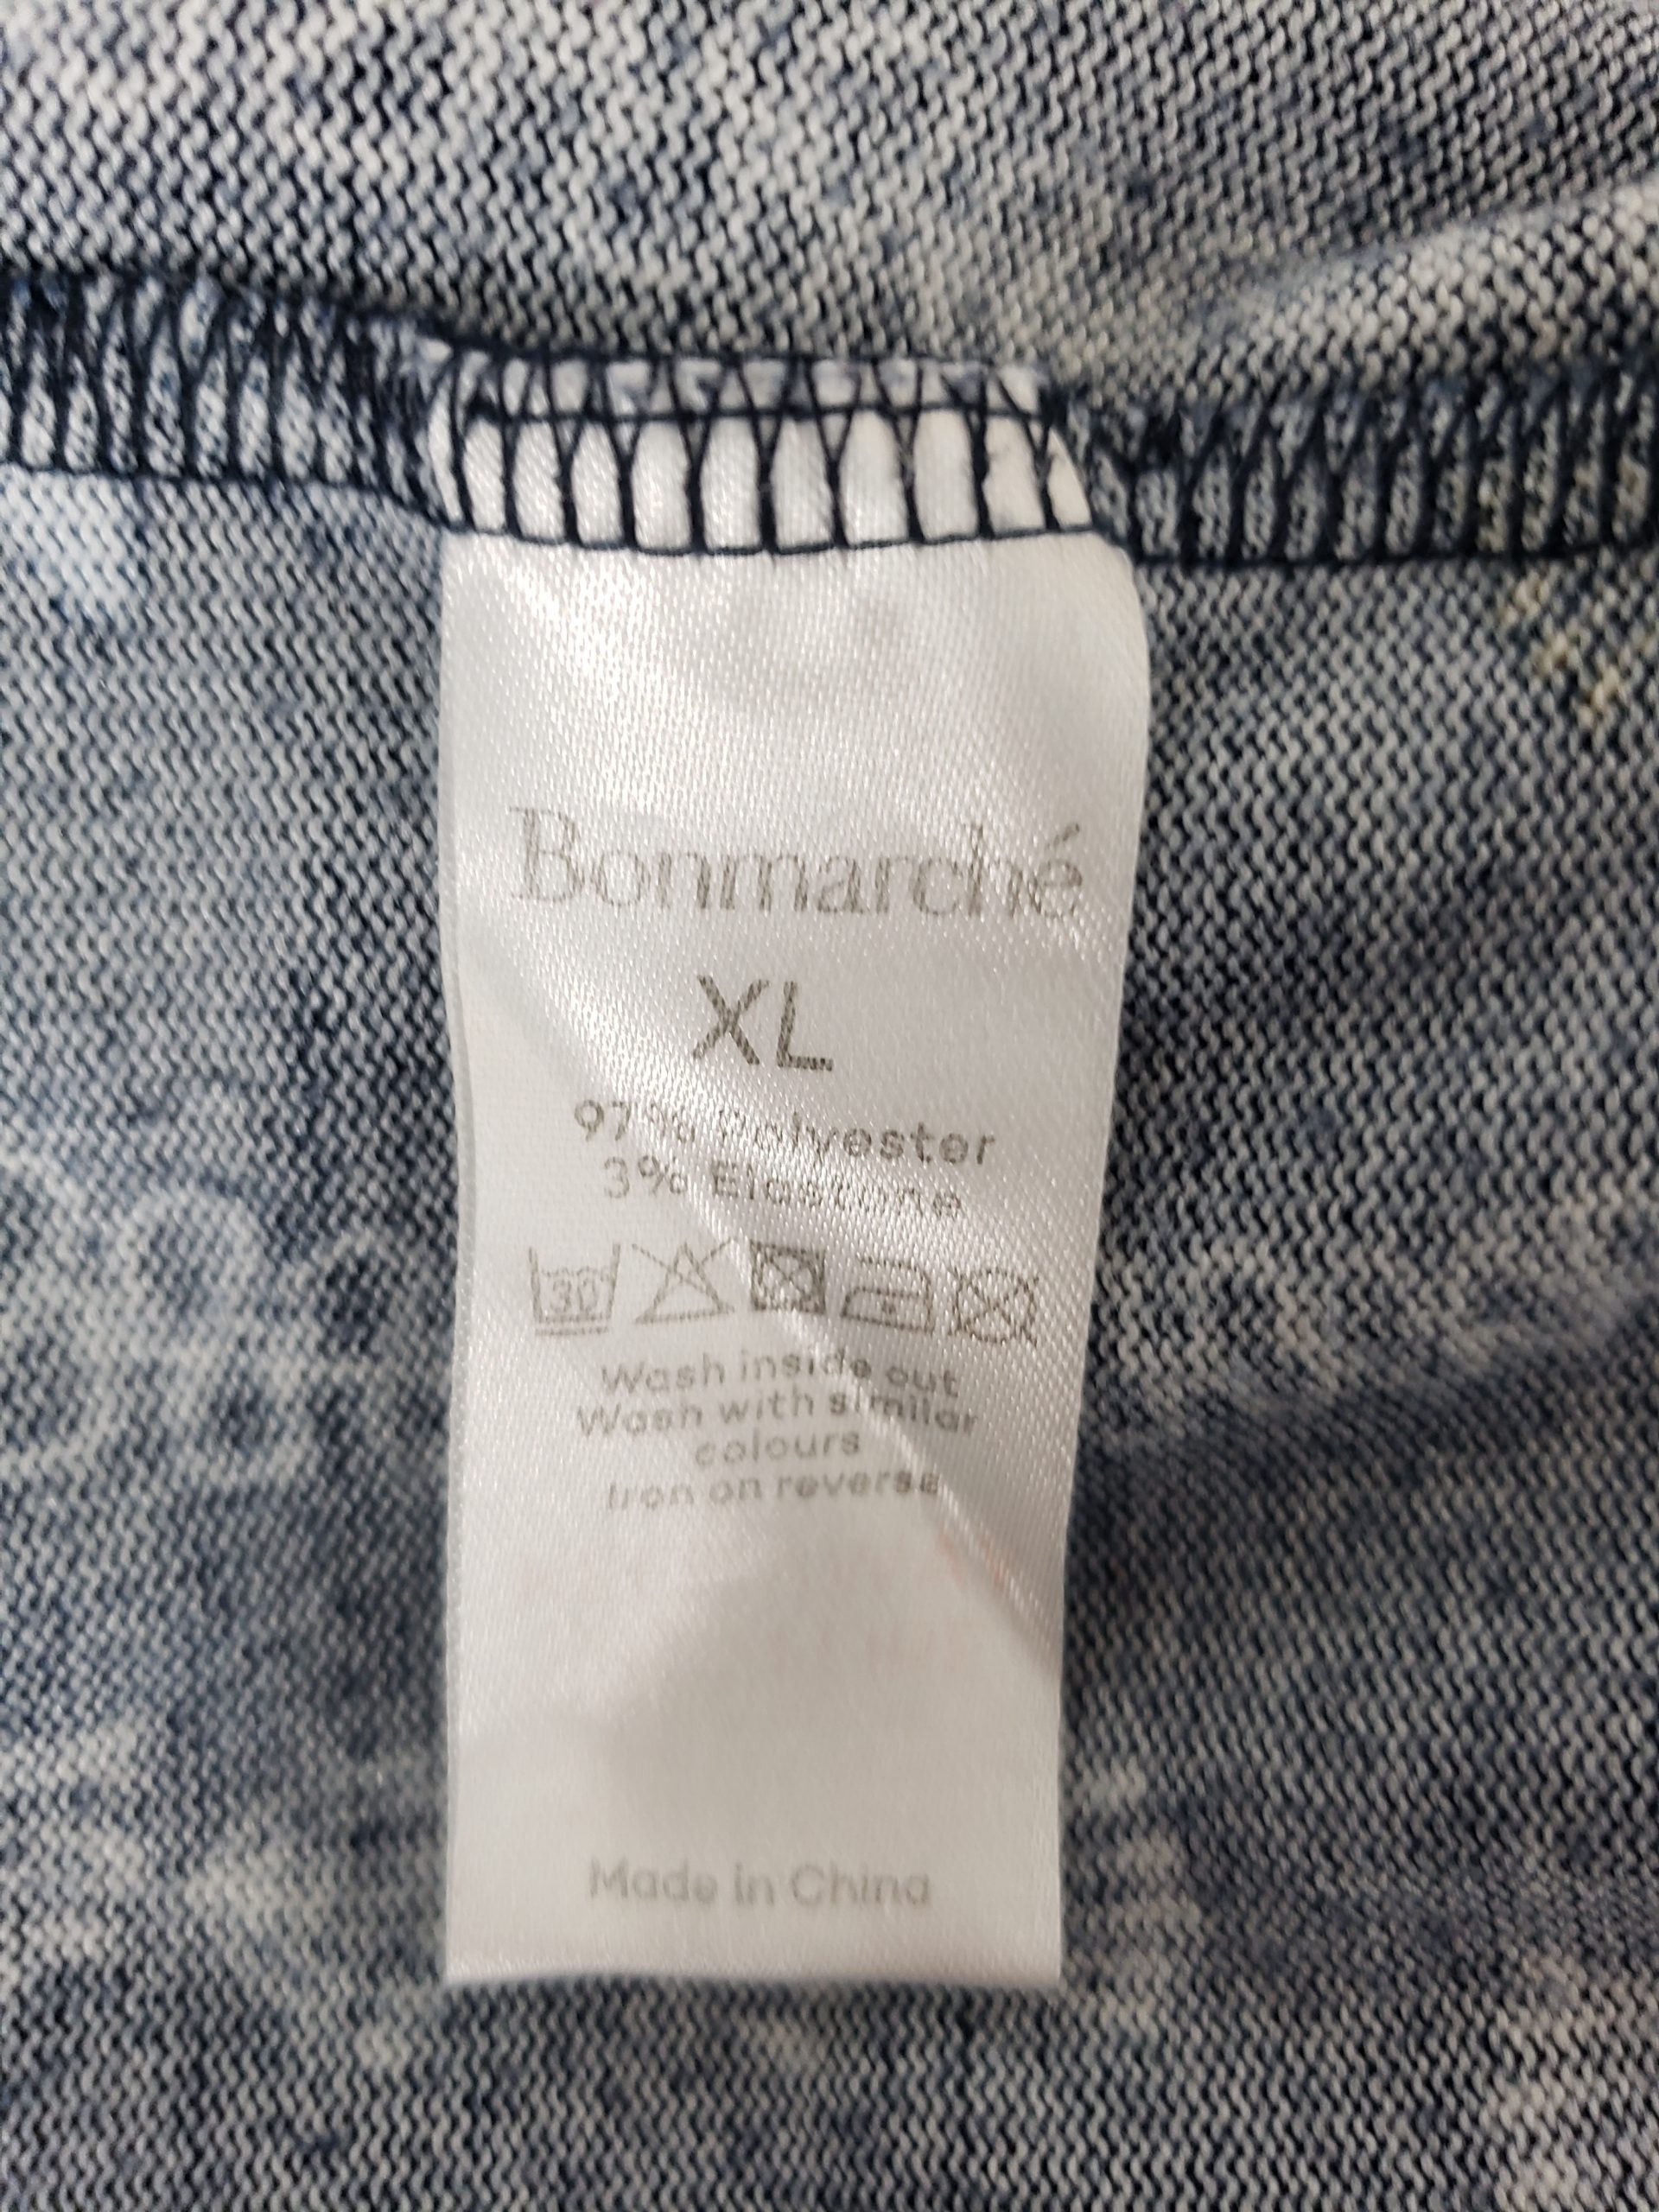 Bonmarché
XL
97% Polyester
3% Elastane
30
Wash inside out
Wash with similar
colours
Iron on reverse
Made in China